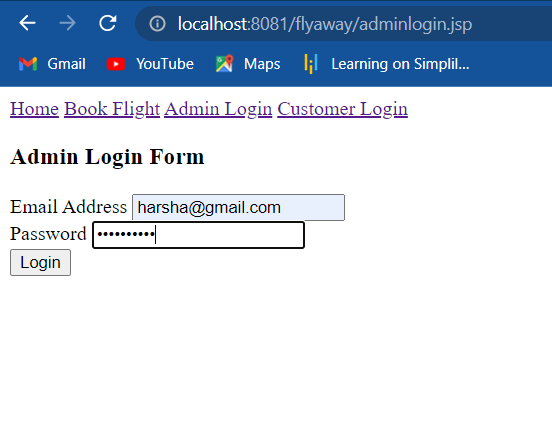 localhost:8081/flyaway/adminlogin.jsp
Gmail YouTube Maps Learning on Simplil...
Home Book Flight Admin Login Customer Login
Admin Login Form
Email Address harsha@gmail.com
Password ••••••••••
Login